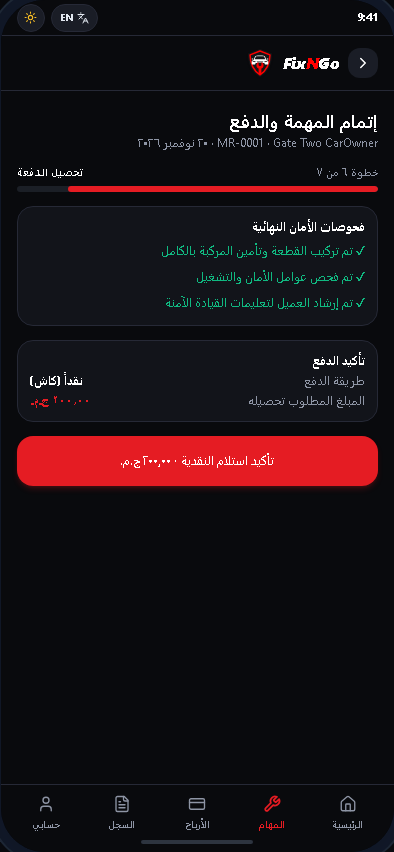 9:41
EN
FixNGo
إتمام المهمة والدفع
MR-0001 · Gate Two CarOwner · ٢٠ نوفمبر ٢٠٢٦
خطوة ٦ من ٧
تحصيل الدفعة
فحوصات الأمان النهائية
✓ تم تركيب القطعة وتأمين المركبة بالكامل
✓ تم فحص عوامل الأمان والتشغيل
✓ تم إرشاد العميل لتعليمات القيادة الآمنة
تأكيد الدفع
طريقة الدفع
نقداً (كاش)
المبلغ المطلوب تحصيله
٢٠٠٫٠٠ ج.م.
تأكيد استلام النقدية · ٢٠٠٫٠٠ ج.م.
الرئيسية
المهام
الأرباح
السجل
حسابي